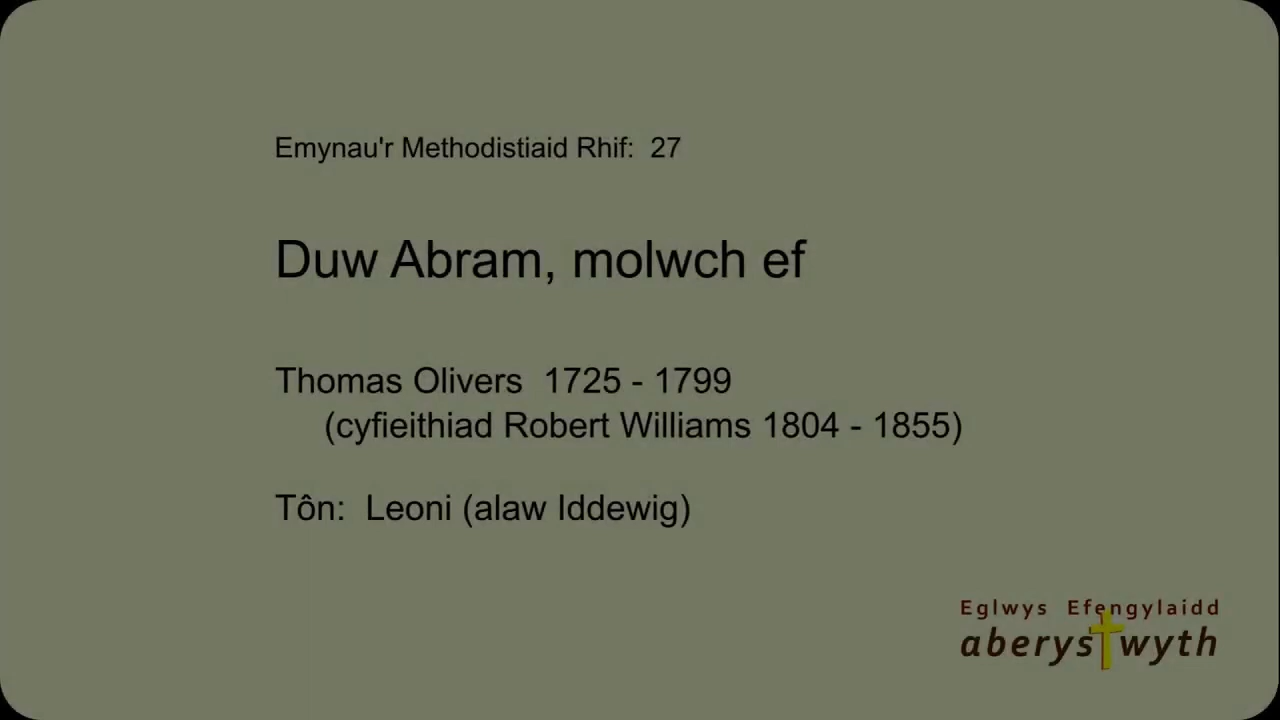 Emynau'r Methodistiaid Rhif: 27
Duw Abram, molwch ef
Thomas Olivers 1725 - 1799
(cyfieithiad Robert Williams 1804 - 1855)
Tôn: Leoni (alaw Iddewig)
Eglwys Efengylaidd
aberystwyth